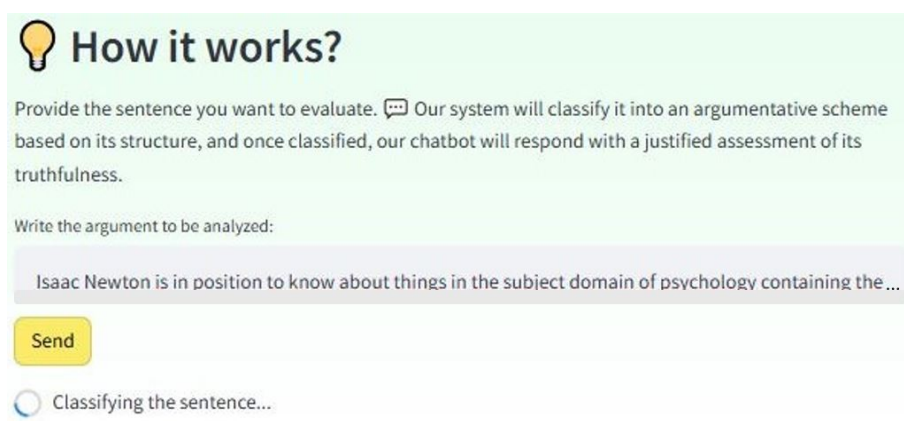 How it works?
Provide the sentence you want to evaluate. 💬 Our system will classify it into an argumentative scheme
based on its structure, and once classified, our chatbot will respond with a justified assessment of its
truthfulness.
Write the argument to be analyzed:
Isaac Newton is in position to know about things in the subject domain of psychology containing the ...
Send
Classifying the sentence...